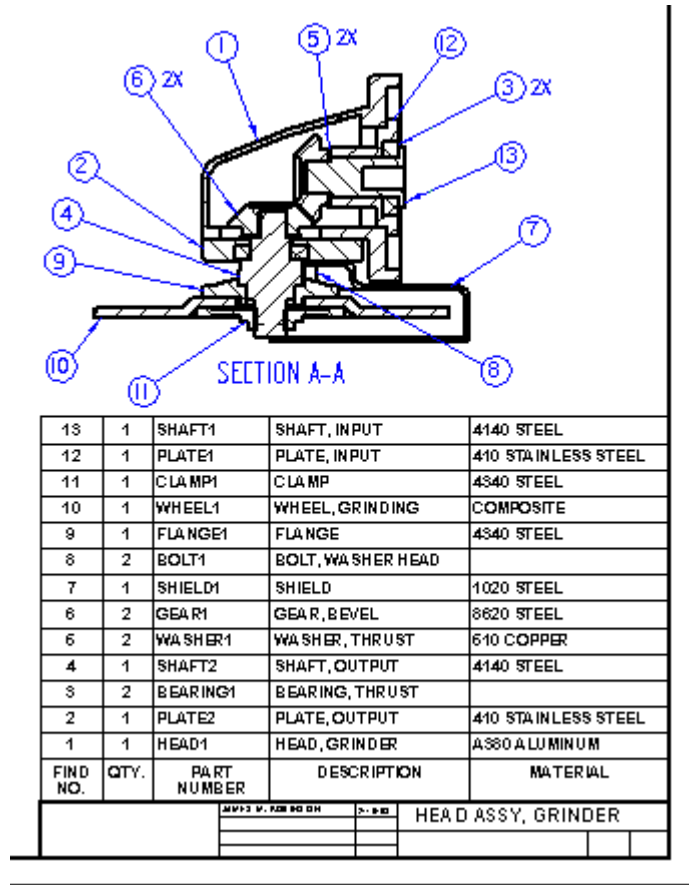 1
5 2X
12
6 2X
3 2X
2
13
4
7
9
10
11
8
SECTION A-A
13 1 SHAFT1 SHAFT, INPUT 4140 STEEL
12 1 PLATE1 PLATE, INPUT 410 STAINLESS STEEL
11 1 CLAMP1 CLAMP 4340 STEEL
10 1 WHEEL1 WHEEL, GRINDING COMPOSITE
9 1 FLANGE1 FLANGE 4340 STEEL
8 2 BOLT1 BOLT, WASHER HEAD
7 1 SHIELD1 SHIELD 1020 STEEL
6 2 GEAR1 GEAR, BEVEL 8620 STEEL
5 2 WASHER1 WASHER, THRUST 510 COPPER
4 1 SHAFT2 SHAFT, OUTPUT 4140 STEEL
3 2 BEARING1 BEARING, THRUST
2 1 PLATE2 PLATE, OUTPUT 410 STAINLESS STEEL
1 1 HEAD1 HEAD, GRINDER A380 ALUMINUM
FIND NO. QTY. PART NUMBER DESCRIPTION MATERIAL
HEAD ASSY, GRINDER